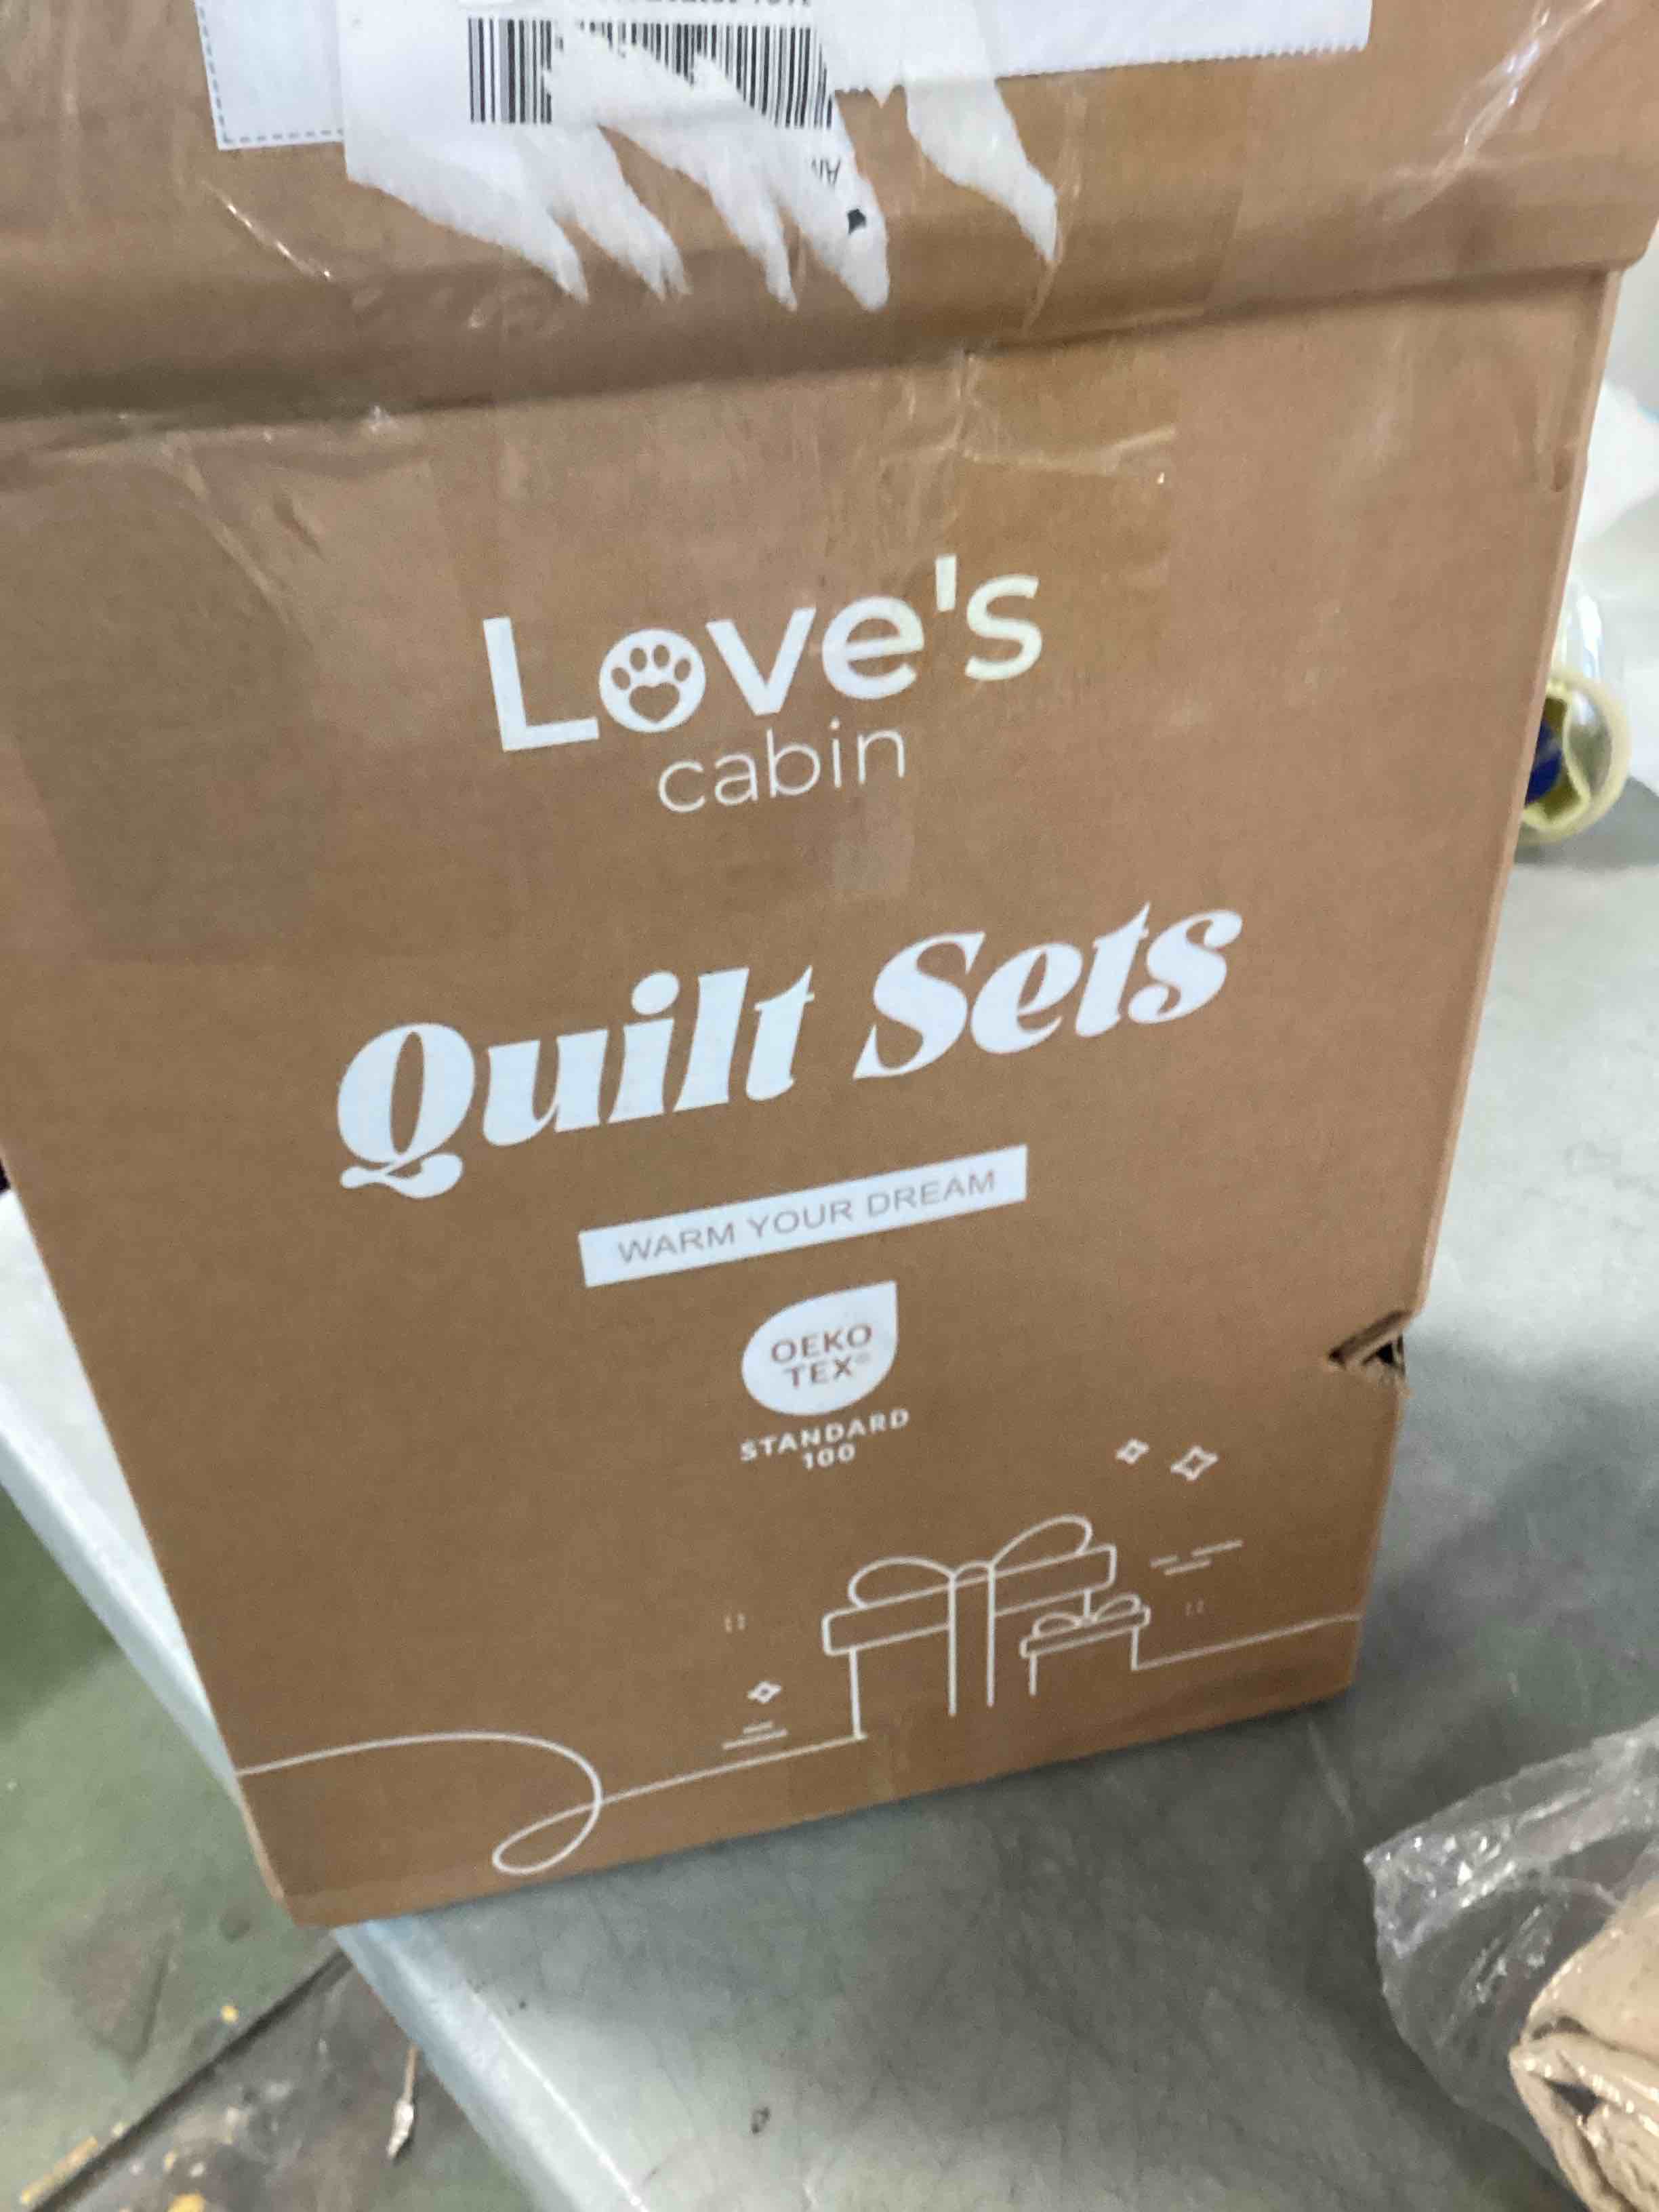 Love's
cabin
Quilt Sets
WARM YOUR DREAM
OEKO
TEX®
STANDARD
100